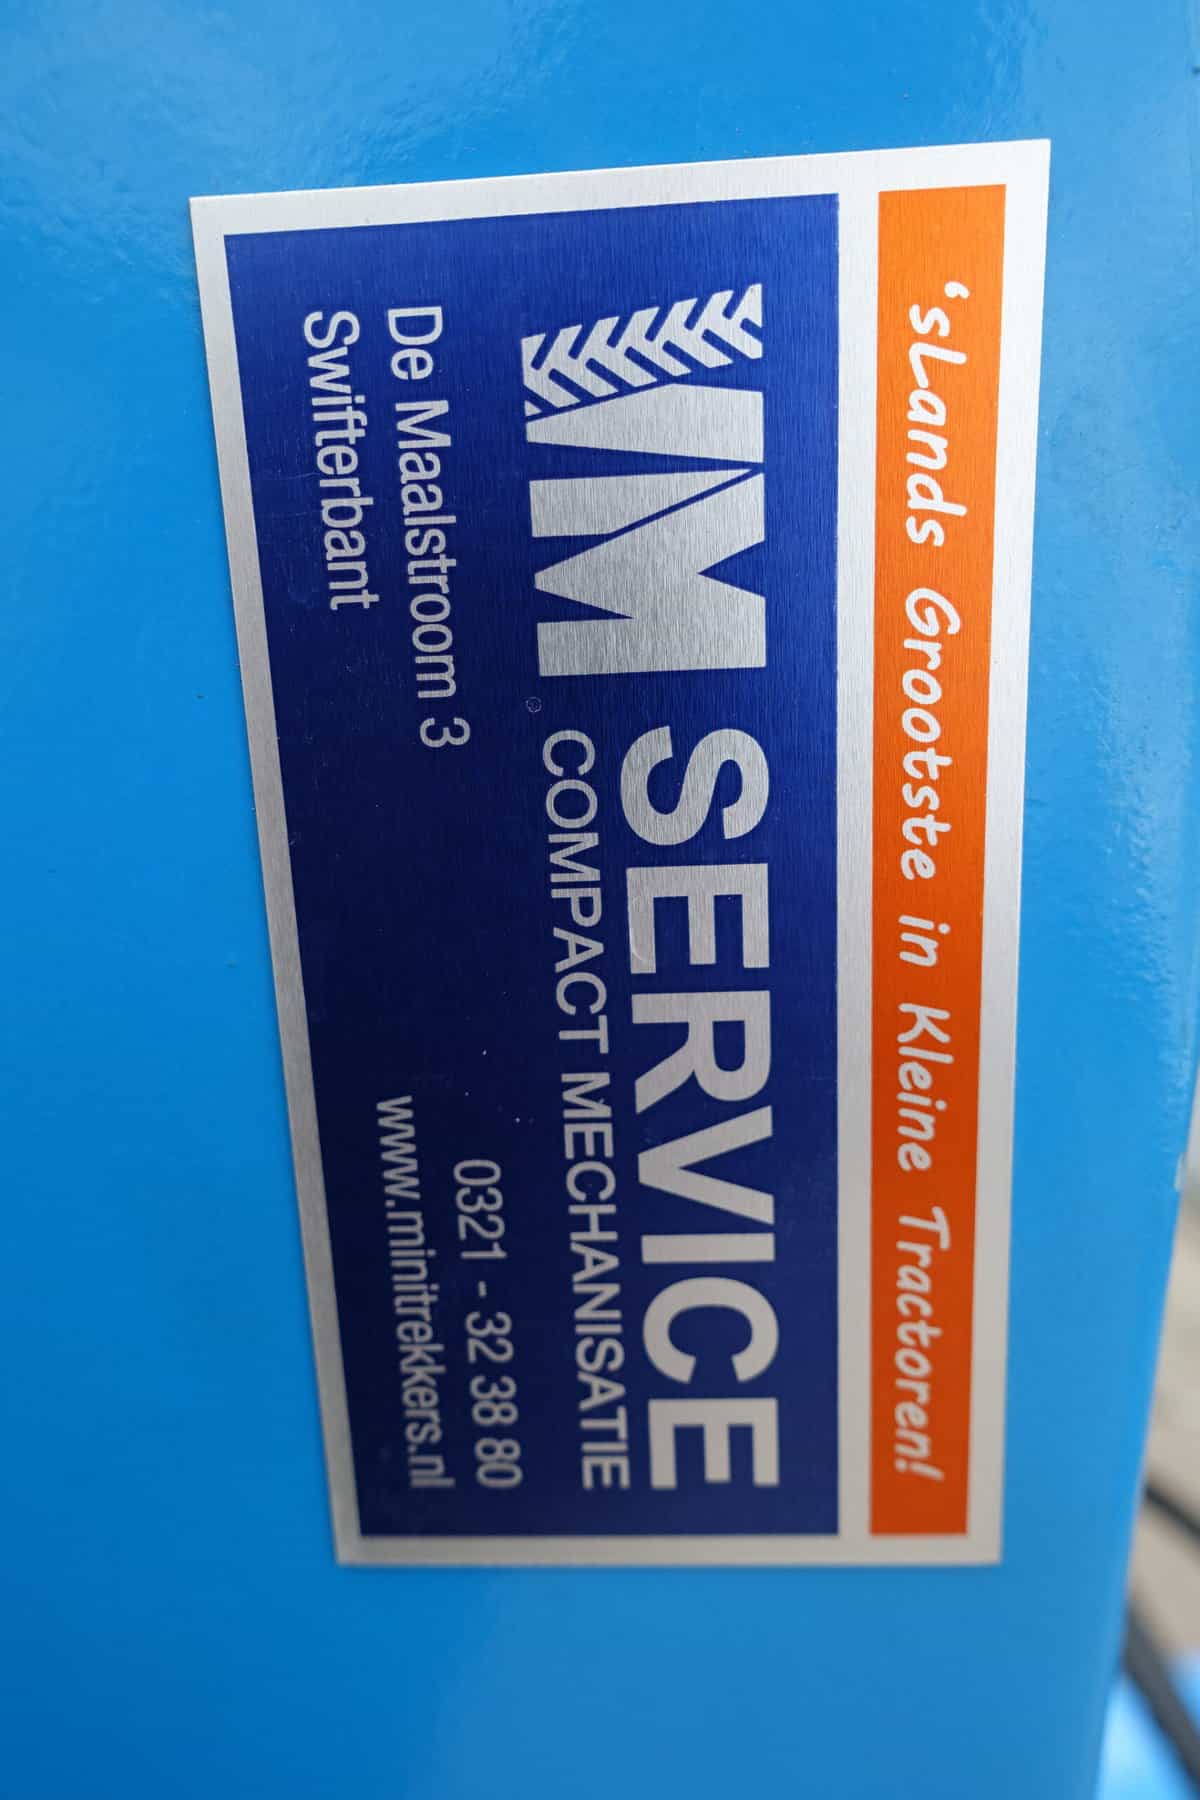 'sLands Grootste in Kleine Tractoren!
VM SERVICE
® COMPACT MECHANISATIE
De Maalstroom 3
Swifterbant
0321 - 32 38 80
www.minitrekkers.nl